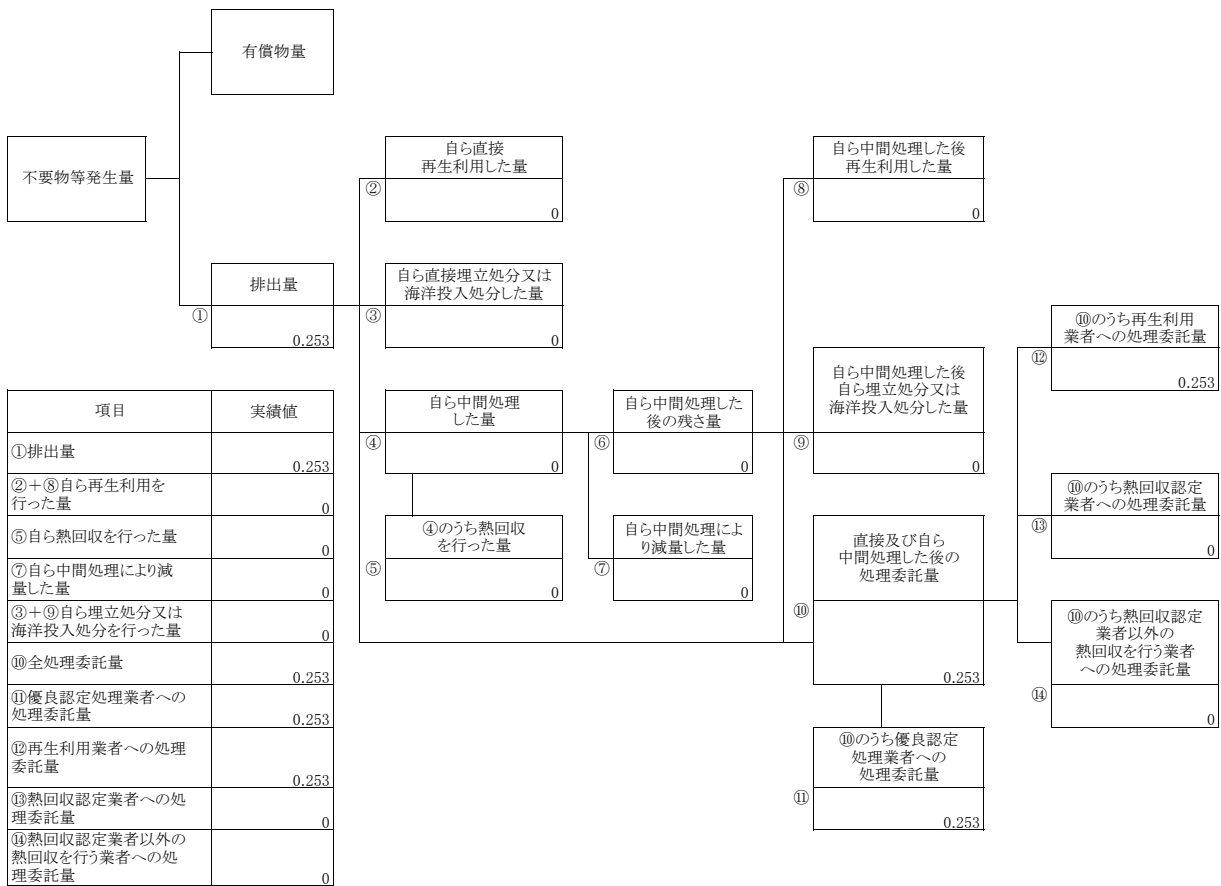 有償物量
不要物等発生量
排出量
①
0.253
自ら直接
再生利用した量
②
0
自ら直接埋立処分又は
海洋投入処分した量
③
0
自ら中間処理
した量
④
0
④のうち熱回収
を行った量
⑤
0
自ら中間処理した
後の残さ量
⑥
0
自ら中間処理によ
り減量した量
⑦
0
自ら中間処理した後
再生利用した量
⑧
0
自ら中間処理した後
自ら埋立処分又は
海洋投入処分した量
⑨
0
直接及び自ら
中間処理した後の
処理委託量
⑩
0.253
⑩のうち優良認定
処理業者への
処理委託量
⑪
0.253
⑩のうち再生利用
業者への処理委託量
⑫
0.253
⑩のうち熱回収認定
業者への処理委託量
⑬
0
⑩のうち熱回収認定
業者以外の
熱回収を行う業者
への処理委託量
⑭
0
項目 実績値
①排出量
0.253
②+⑧自ら再生利用を
行った量
0
⑤自ら熱回収を行った量
0
⑦自ら中間処理により減
量した量
0
③+⑨自ら埋立処分又は
海洋投入処分を行った量
0
⑩全処理委託量
0.253
⑪優良認定処理業者への
処理委託量
0.253
⑫再生利用業者への処理
委託量
0.253
⑬熱回収認定業者への処
理委託量
0
⑭熱回収認定業者以外の
熱回収を行う業者への処
理委託量
0